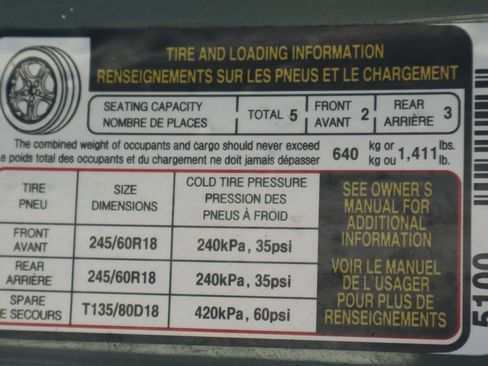 TIRE AND LOADING INFORMATION
RENSEIGNEMENTS SUR LES PNEUS ET LE CHARGEMENT
SEATING CAPACITY
NOMBRE DE PLACES
TOTAL 5
FRONT
AVANT 2
REAR
ARRIÈRE 3
The combined weight of occupants and cargo should never exceed
e poids total des occupants et du chargement ne doit jamais dépasser
640 kg or
kg ou 1,411 lbs.
lb.
TIRE
PNEU
SIZE
DIMENSIONS
COLD TIRE PRESSURE
PRESSION DES
PNEUS À FROID
FRONT
AVANT
245/60R18
240kPa, 35psi
REAR
ARRIÈRE
245/60R18
240kPa, 35psi
SPARE
E SECOURS
T135/80D18
420kPa, 60psi
SEE OWNER'S
MANUAL FOR
ADDITIONAL
INFORMATION
VOIR LE MANUEL
DE L'USAGER
POUR PLUS DE
RENSEIGNEMENTS
5100